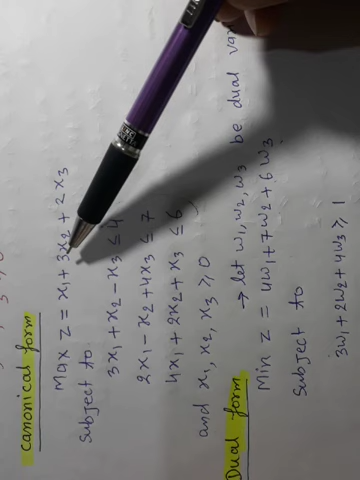 Canonical form
Max Z = x1 + 3x2 + 2x3
Subject to
3x1 + x2 - x3 ≤ 4
2x1 - x2 + 4x3 ≤ 7
4x1 + 2x2 + x3 ≤ 6
and x1, x2, x3 ≥ 0
Dual form
→ let w1, w2, w3 be dual
Min Z = 4w1 + 7w2 + 6w3
Subject to
3w1 + 2w2 + 4w3 ≥ 1